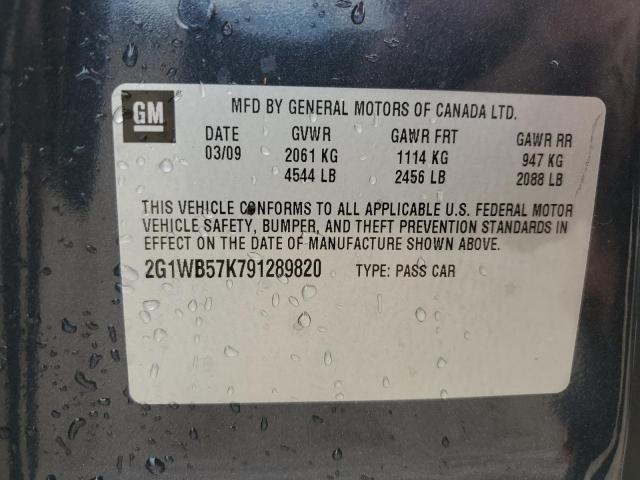 GM
MFD BY GENERAL MOTORS OF CANADA LTD.
DATE GVWR GAWR FRT GAWR RR
03/09 2061 KG 1114 KG 947 KG
4544 LB 2456 LB 2088 LB
THIS VEHICLE CONFORMS TO ALL APPLICABLE U.S. FEDERAL MOTOR
VEHICLE SAFETY, BUMPER, AND THEFT PREVENTION STANDARDS IN
EFFECT ON THE DATE OF MANUFACTURE SHOWN ABOVE.
2G1WB57K791289820 TYPE: PASS CAR